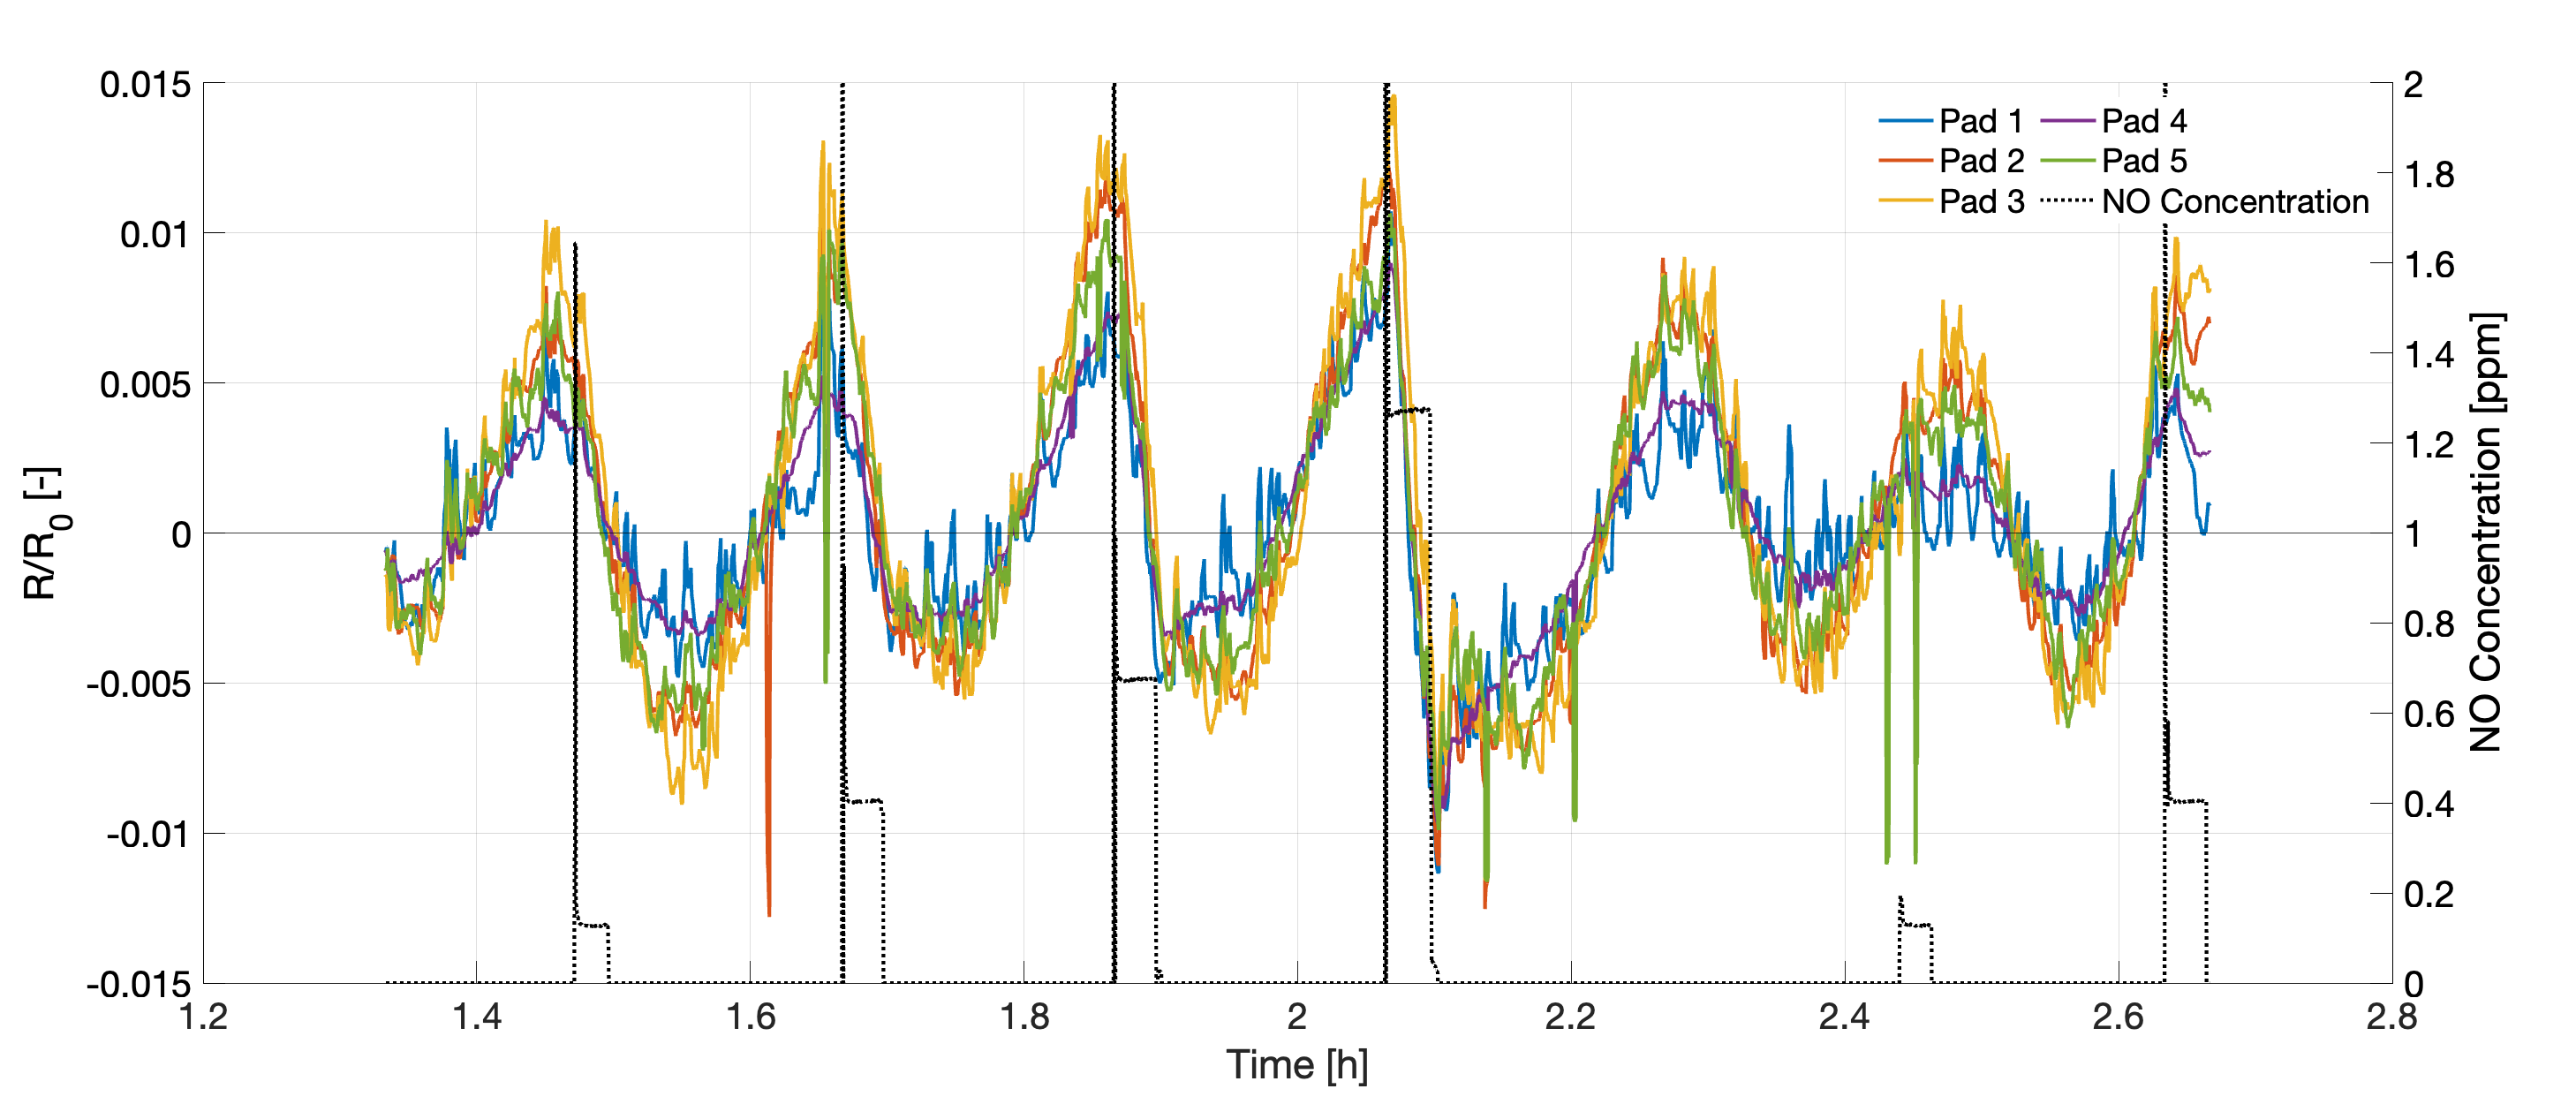 0.015
0.01
0.005
0
-0.005
-0.01
-0.015
R/R0 [-]
1.2 1.4 1.6 1.8 2 2.2 2.4 2.6 2.8
Time [h]
2
1.8
1.6
1.4
1.2
1
0.8
0.6
0.4
0.2
0
NO Concentration [ppm]
Pad 1 Pad 4
Pad 2 Pad 5
Pad 3 NO Concentration